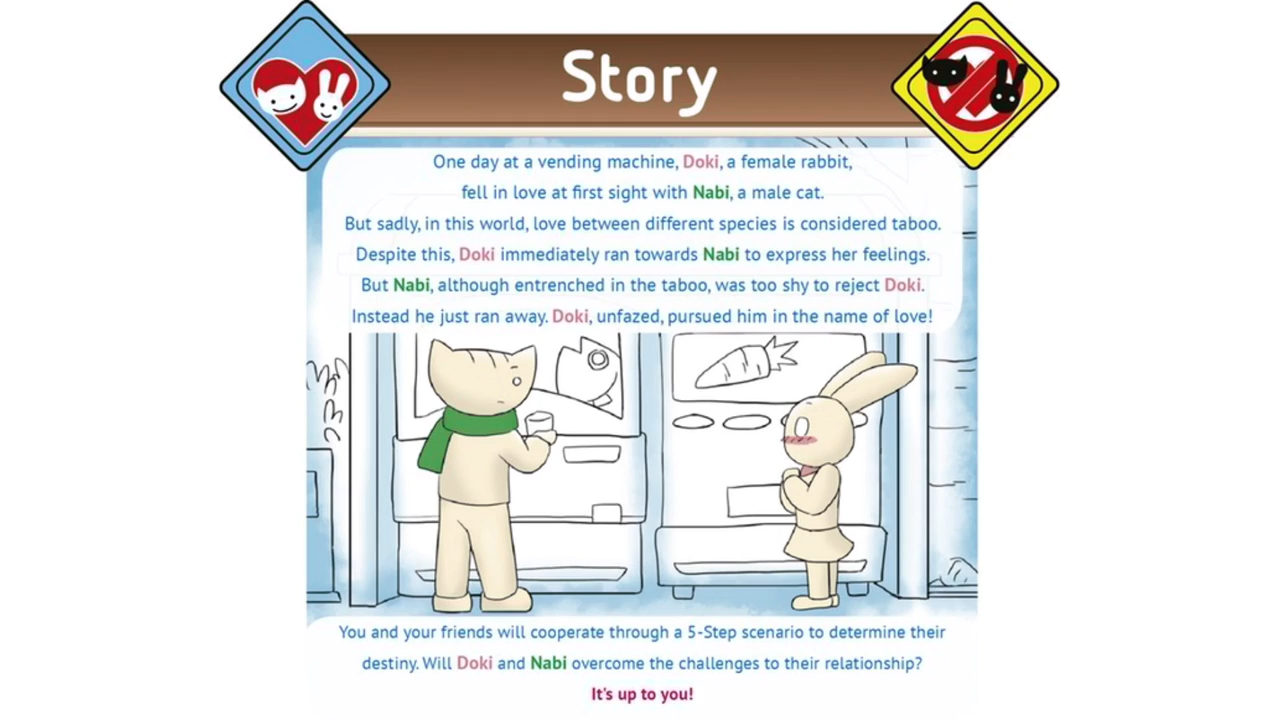 Story
One day at a vending machine, Doki, a female rabbit,
fell in love at first sight with Nabi, a male cat.
But sadly, in this world, love between different species is considered taboo.
Despite this, Doki immediately ran towards Nabi to express her feelings.
But Nabi, although entrenched in the taboo, was too shy to reject Doki.
Instead he just ran away. Doki, unfazed, pursued him in the name of love!
You and your friends will cooperate through a 5-Step scenario to determine their
destiny. Will Doki and Nabi overcome the challenges to their relationship?
It's up to you!